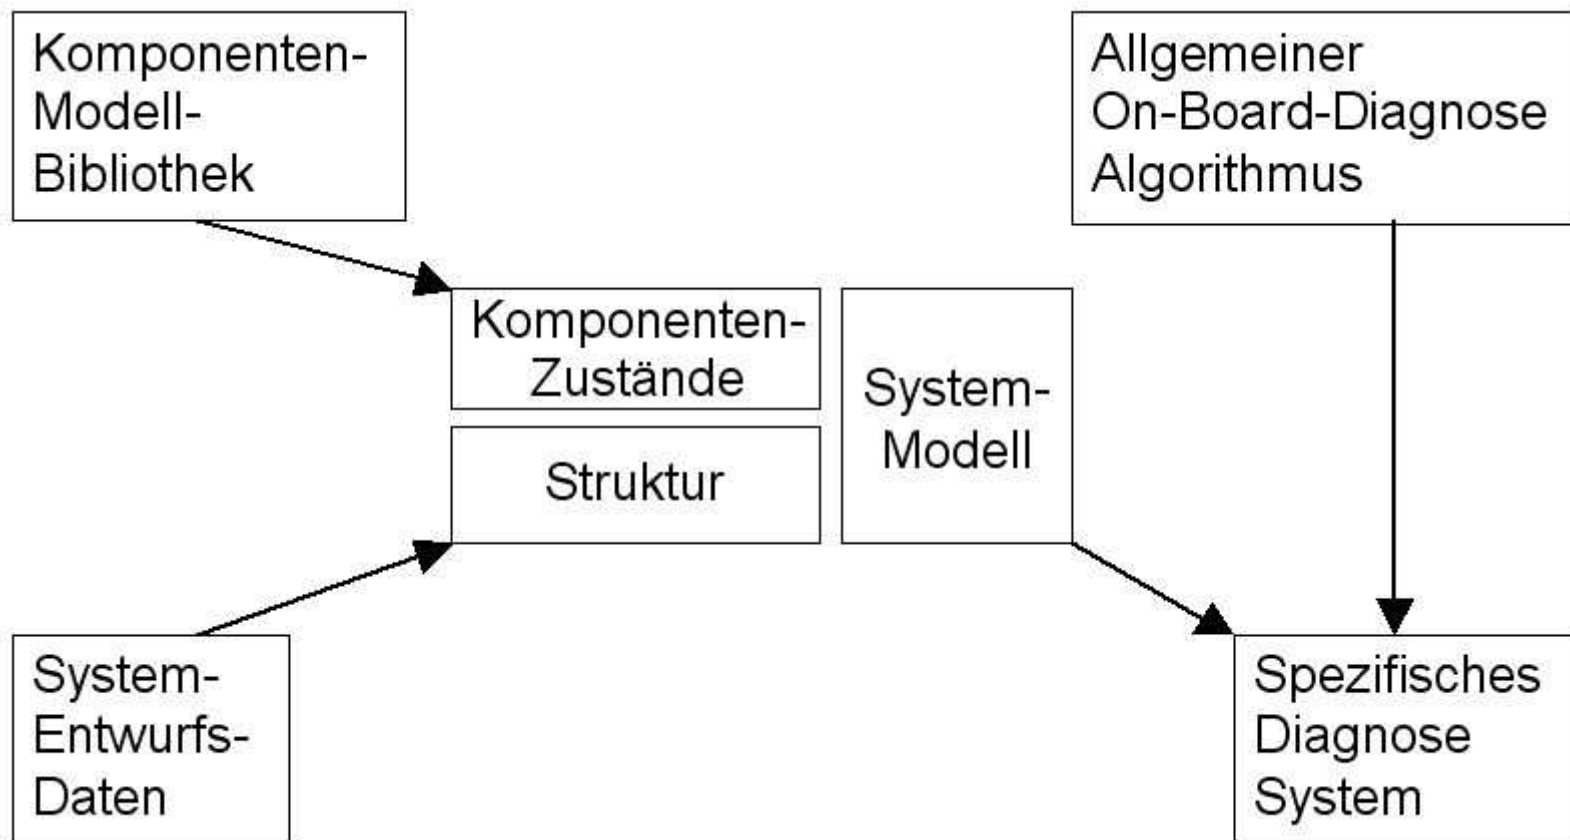 Komponenten-
Modell-
Bibliothek
Allgemeiner
On-Board-Diagnose
Algorithmus
Komponenten-
Zustände
Struktur
System-
Modell
System-
Entwurfs-
Daten
Spezifisches
Diagnose
System